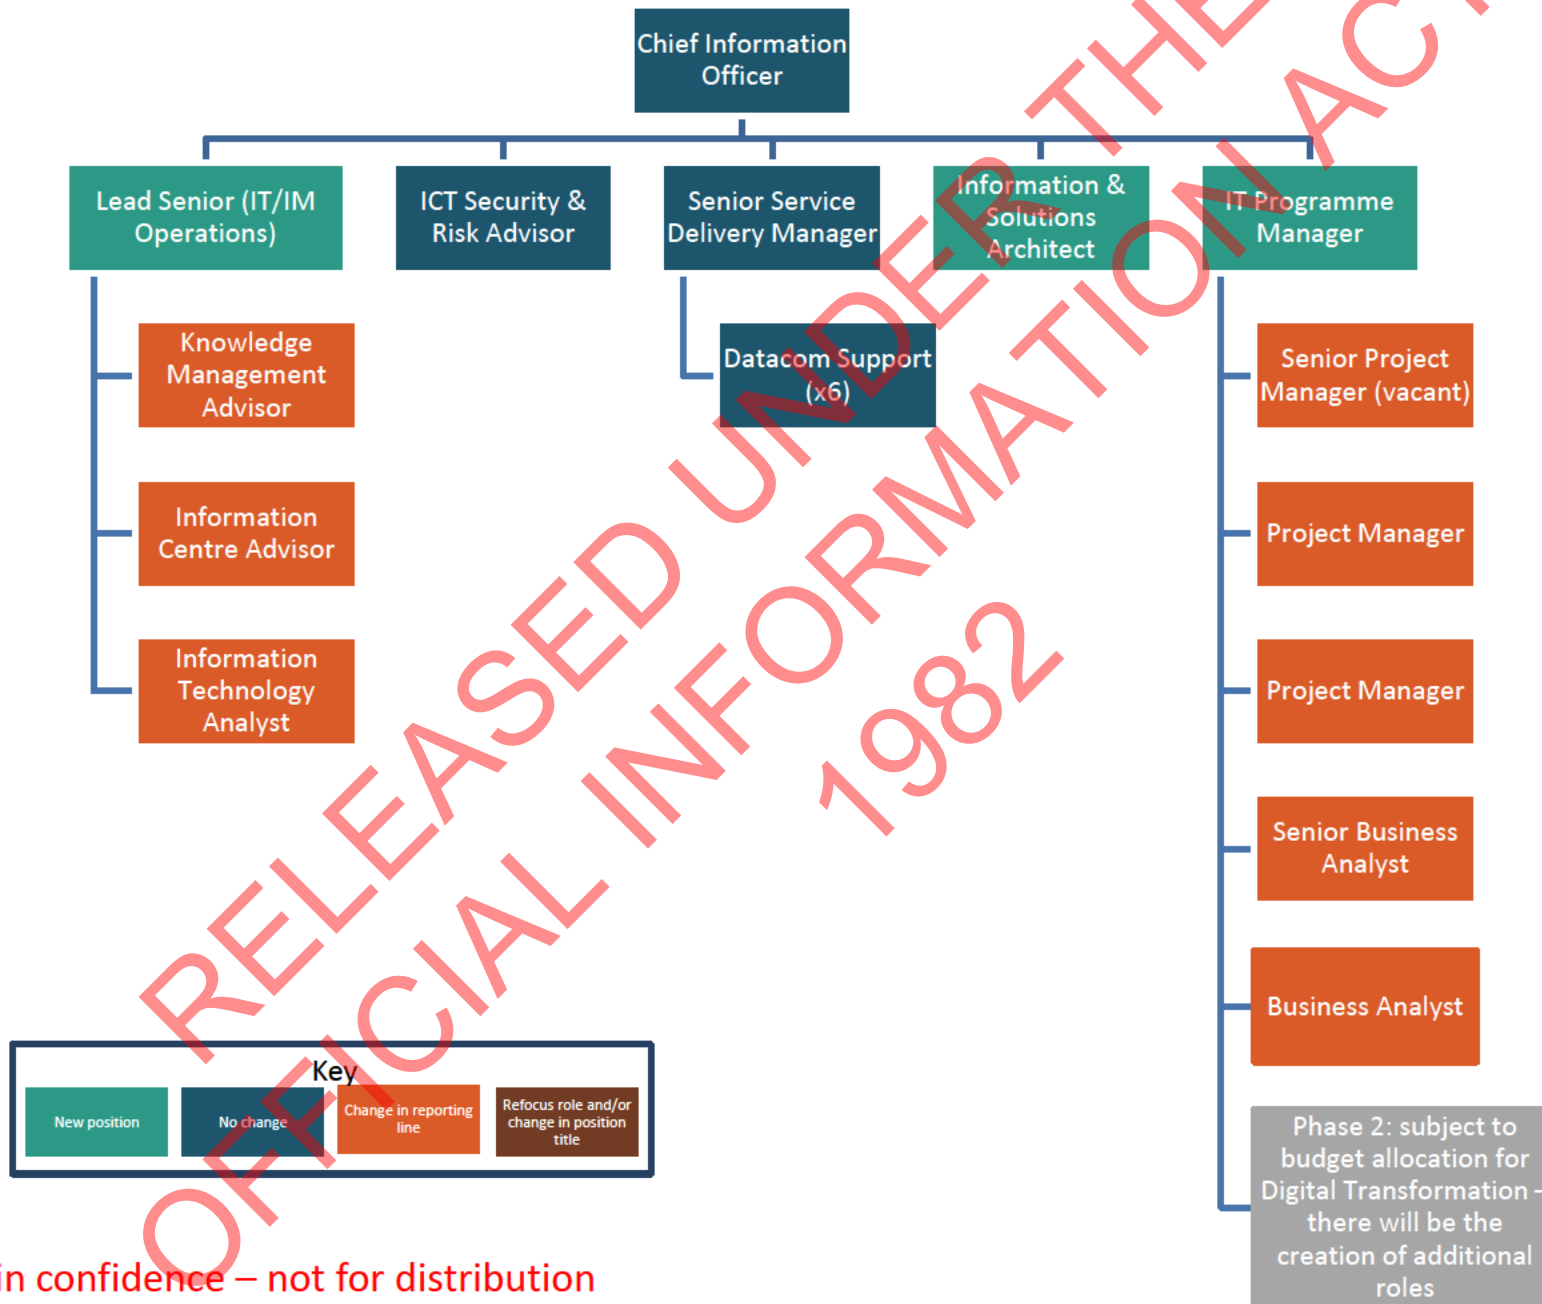 Chief Information
Officer
Lead Senior (IT/IM
Operations)
ICT Security &
Risk Advisor
Senior Service
Delivery Manager
Information &
Solutions
Architect
IT Programme
Manager
Knowledge
Management
Advisor
Information
Centre Advisor
Information
Technology
Analyst
Datacom Support
(x6)
Senior Project
Manager (vacant)
Project Manager
Project Manager
Senior Business
Analyst
Business Analyst
Phase 2: subject to
budget allocation for
Digital Transformation –
there will be the
creation of additional
roles
Key
New position
No change
Change in reporting
line
Refocus role and/or
change in position
title
in confidence – not for distribution
RELEASED UNDER THE
OFFICIAL INFORMATION ACT
1982